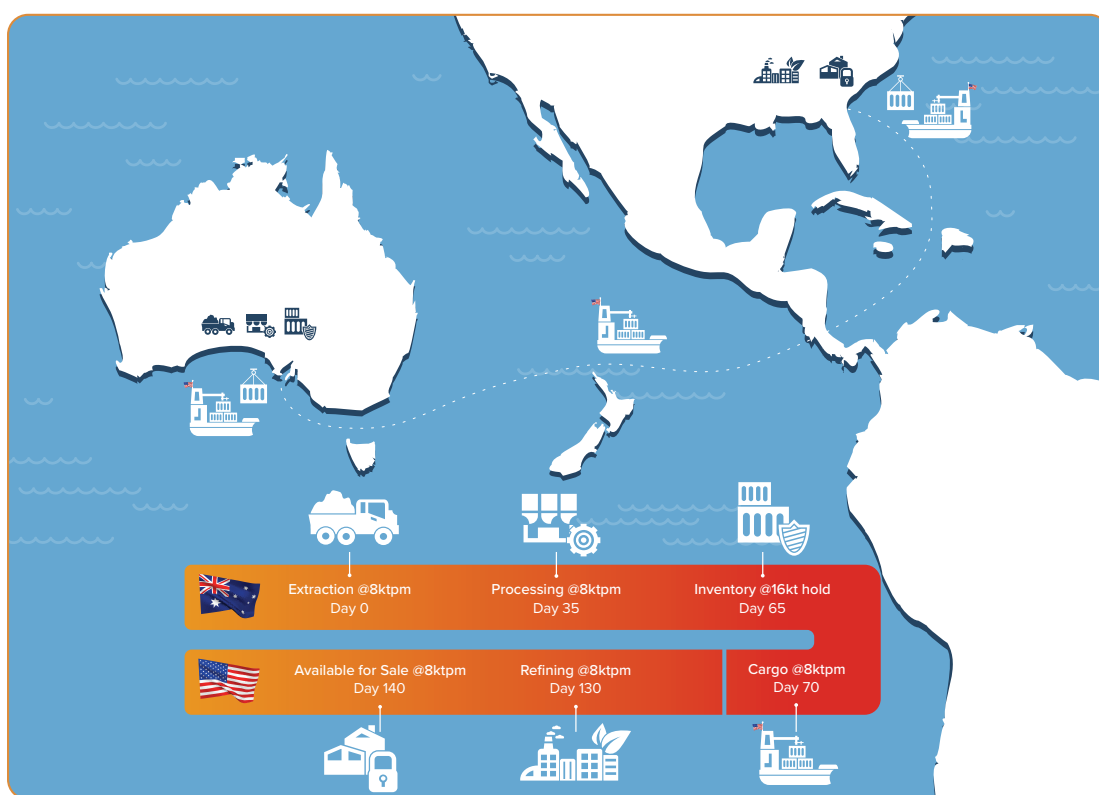 Extraction @8ktpm
Day 0
Processing @8ktpm
Day 35
Inventory @16kt hold
Day 65
Available for Sale @8ktpm
Day 140
Refining @8ktpm
Day 130
Cargo @8ktpm
Day 70